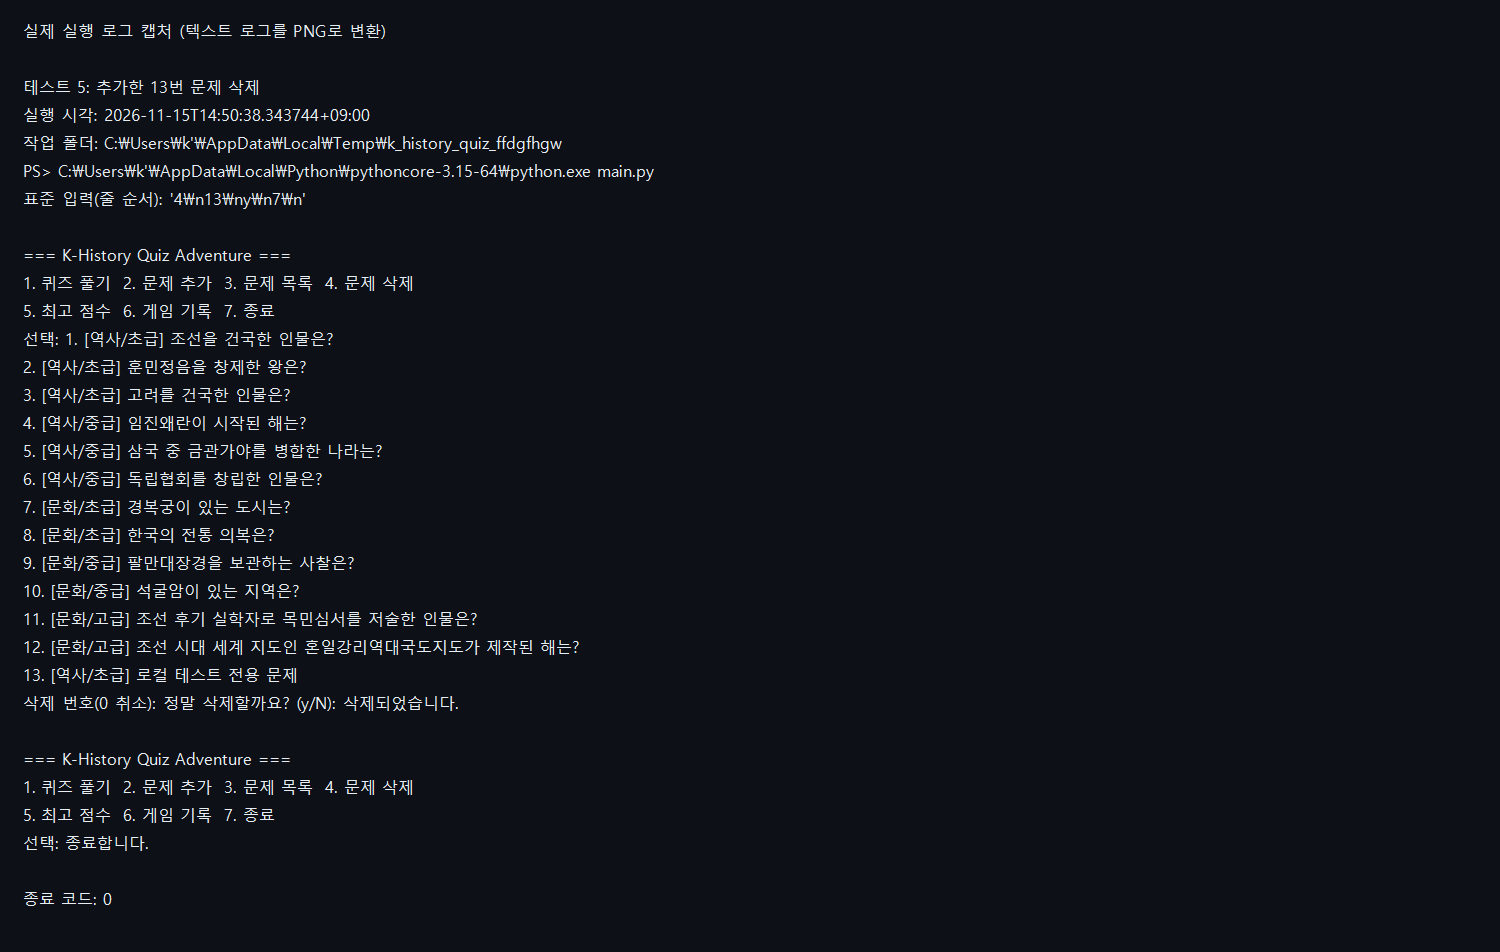 실제 실행 로그 캡처 (텍스트 로그를 PNG로 변환)
테스트 5: 추가한 13번 문제 삭제
실행 시각: 2026-11-15T14:50:38.343744+09:00
작업 폴더: C:₩Users₩k'₩AppData₩Local₩Temp₩k_history_quiz_ffdgfhgw
PS> C:₩Users₩k'₩AppData₩Local₩Python₩pythoncore-3.15-64₩python.exe main.py
표준 입력(줄 순서): '4₩n13₩ny₩n7₩n'
=== K-History Quiz Adventure ===
1. 퀴즈 풀기  2. 문제 추가  3. 문제 목록  4. 문제 삭제
5. 최고 점수  6. 게임 기록  7. 종료
선택: 1. [역사/초급] 조선을 건국한 인물은?
2. [역사/초급] 훈민정음을 창제한 왕은?
3. [역사/초급] 고려를 건국한 인물은?
4. [역사/중급] 임진왜란이 시작된 해는?
5. [역사/중급] 삼국 중 금관가야를 병합한 나라는?
6. [역사/중급] 독립협회를 창립한 인물은?
7. [문화/초급] 경복궁이 있는 도시는?
8. [문화/초급] 한국의 전통 의복은?
9. [문화/중급] 팔만대장경을 보관하는 사찰은?
10. [문화/중급] 석굴암이 있는 지역은?
11. [문화/고급] 조선 후기 실학자로 목민심서를 저술한 인물은?
12. [문화/고급] 조선 시대 세계 지도인 혼일강리역대국도지도가 제작된 해는?
13. [역사/초급] 로컬 테스트 전용 문제
삭제 번호(0 취소): 정말 삭제할까요? (y/N): 삭제되었습니다.
=== K-History Quiz Adventure ===
1. 퀴즈 풀기  2. 문제 추가  3. 문제 목록  4. 문제 삭제
5. 최고 점수  6. 게임 기록  7. 종료
선택: 종료합니다.
종료 코드: 0